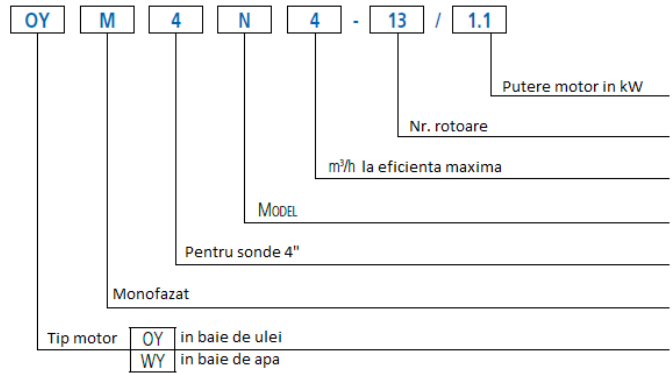 OY M 4 N 4 - 13 / 1.1
Putere motor in kW
Nr. rotoare
m³/h la eficienta maxima
MODEL
Pentru sonde 4"
Monofazat
Tip motor OY in baie de ulei
WY in baie de apa